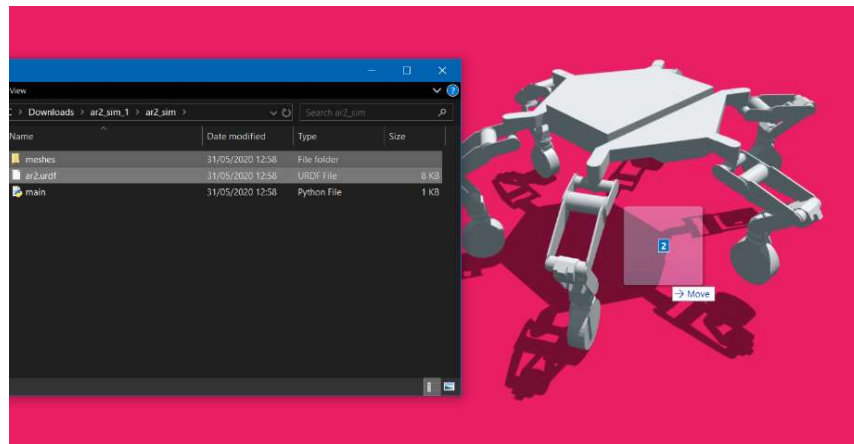 View
> Downloads > ar2_sim_1 > ar2_sim >
Search ar2_sim
Name
Date modified
Type
Size
meshes
31/05/2020 12:58
File folder
ar2.urdf
31/05/2020 12:58
URDF File
8 KB
main
31/05/2020 12:58
Python File
1 KB
2
→ Move